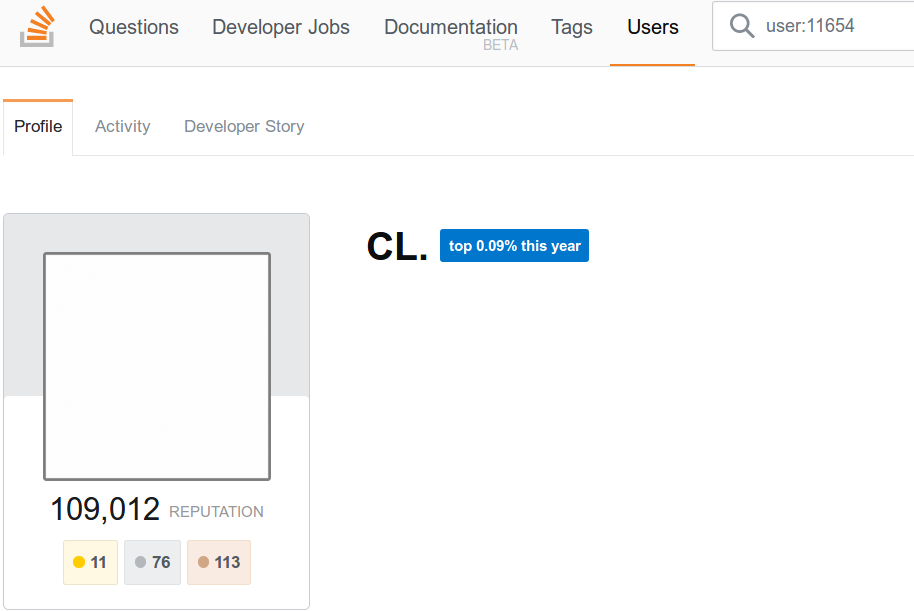 Questions Developer Jobs Documentation Tags Users user:11654
BETA
Profile Activity Developer Story
CL. top 0.09% this year
109,012 REPUTATION
11 76 113